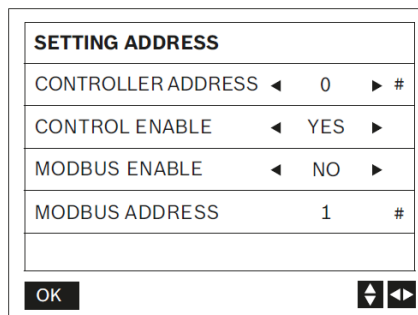 SETTING ADDRESS
CONTROLLER ADDRESS ◄ 0 ► #
CONTROL ENABLE ◄ YES ►
MODBUS ENABLE ◄ NO ►
MODBUS ADDRESS 1 #
OK